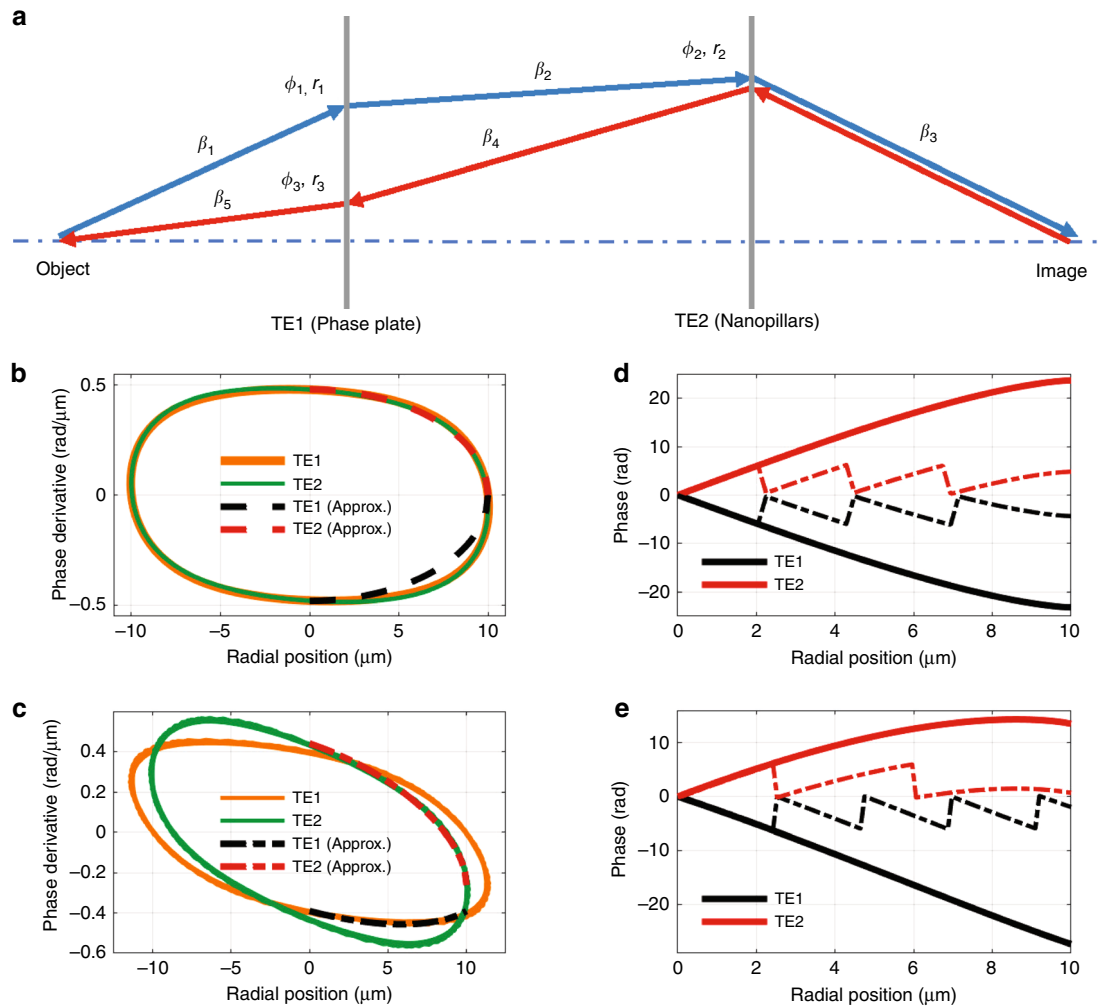 a
ϕ1, r1
ϕ2, r2
β2
β1
β4
β3
ϕ3, r3
β5
Object
Image
TE1 (Phase plate)
TE2 (Nanopillars)
b
Phase derivative (rad/μm)
0.5
0
–0.5
TE1
TE2
TE1 (Approx.)
TE2 (Approx.)
–10
–5
0
5
10
Radial position (μm)
d
Phase (rad)
20
10
0
–10
–20
TE1
TE2
0
2
4
6
8
10
Radial position (μm)
c
Phase derivative (rad/μm)
0.4
0.2
0
–0.2
–0.4
–0.6
TE1
TE2
TE1 (Approx.)
TE2 (Approx.)
–10
–5
0
5
10
Radial position (μm)
e
Phase (rad)
10
0
–10
–20
TE1
TE2
0
2
4
6
8
10
Radial position (μm)